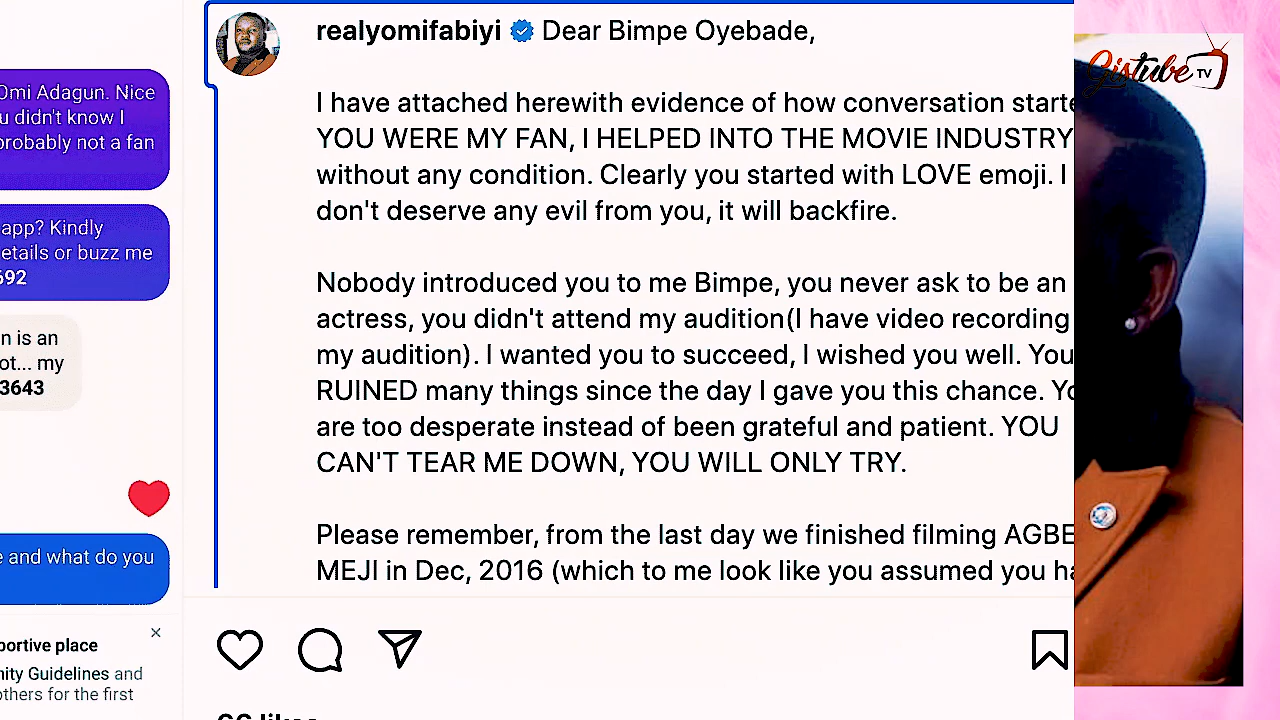 Omi Adagun. Nice
u didn't know I
probably not a fan
app? Kindly
etails or buzz me
692
n is an
ot... my
3643
e and what do you
portive place
nity Guidelines and
others for the first
realyomifabiyi Dear Bimpe Oyebade,
I have attached herewith evidence of how conversation starte
YOU WERE MY FAN, I HELPED INTO THE MOVIE INDUSTRY
without any condition. Clearly you started with LOVE emoji. I
don't deserve any evil from you, it will backfire.
Nobody introduced you to me Bimpe, you never ask to be an
actress, you didn't attend my audition(I have video recording
my audition). I wanted you to succeed, I wished you well. You
RUINED many things since the day I gave you this chance. Yo
are too desperate instead of been grateful and patient. YOU
CAN'T TEAR ME DOWN, YOU WILL ONLY TRY.
Please remember, from the last day we finished filming AGBE
MEJI in Dec, 2016 (which to me look like you assumed you ha
66 likes
Gistube TV